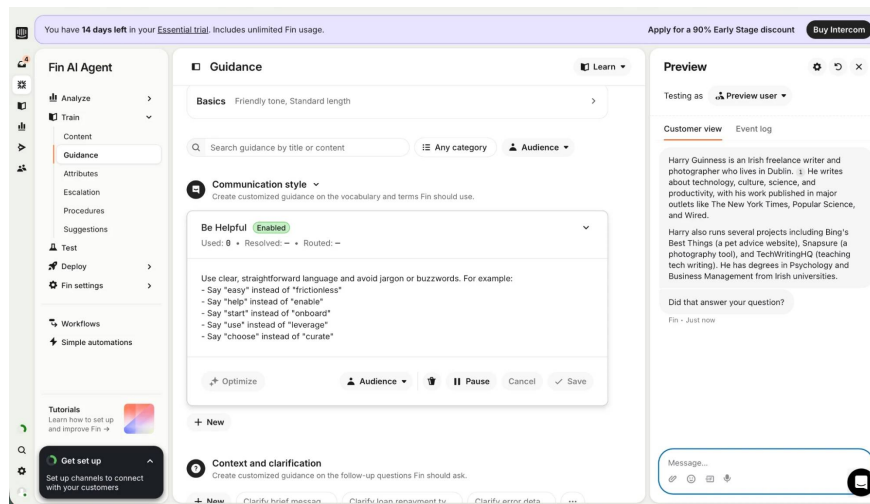 You have 14 days left in your Essential trial. Includes unlimited Fin usage.
Apply for a 90% Early Stage discount
Buy Intercom
4
Fin AI Agent
Analyze
Train
Content
Guidance
Attributes
Escalation
Procedures
Suggestions
Test
Deploy
Fin settings
Workflows
Simple automations
Tutorials
Learn how to set up
and improve Fin →
Get set up
Set up channels to connect
with your customers
Guidance
Learn
Basics Friendly tone, Standard length
Search guidance by title or content
Any category
Audience
Communication style
Create customized guidance on the vocabulary and terms Fin should use.
Be Helpful Enabled
Used: 0 • Resolved: – • Routed: –
Use clear, straightforward language and avoid jargon or buzzwords. For example:
- Say "easy" instead of "frictionless"
- Say "help" instead of "enable"
- Say "start" instead of "onboard"
- Say "use" instead of "leverage"
- Say "choose" instead of "curate"
Optimize
Audience
Pause
Cancel
Save
+ New
Context and clarification
Create customized guidance on the follow-up questions Fin should ask.
+ New
Clarify brief messag
Clarify loan repayment ty
Clarify error deta
...
Preview
Testing as Preview user
Customer view Event log
Harry Guinness is an Irish freelance writer and
photographer who lives in Dublin. 1 He writes
about technology, culture, science, and
productivity, with his work published in major
outlets like The New York Times, Popular Science,
and Wired.
Harry also runs several projects including Bing's
Best Things (a pet advice website), Snapsure (a
photography tool), and TechWritingHQ (teaching
tech writing). He has degrees in Psychology and
Business Management from Irish universities.
Did that answer your question?
Fin • Just now
Message...